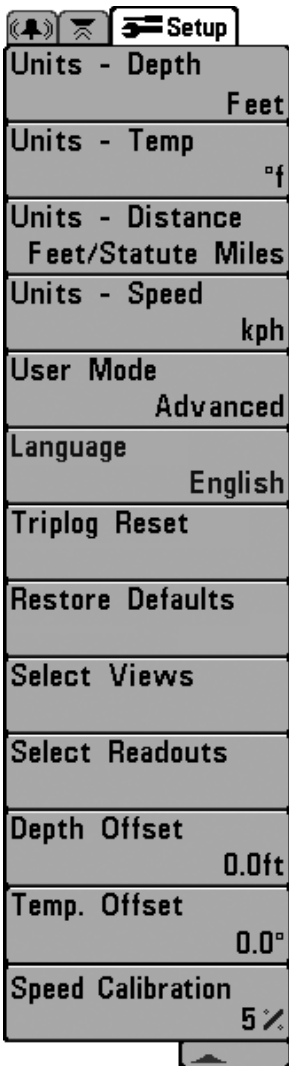 Setup
Units - Depth
Feet
Units - Temp
°f
Units - Distance
Feet/Statute Miles
Units - Speed
kph
User Mode
Advanced
Language
English
Triplog Reset
Restore Defaults
Select Views
Select Readouts
Depth Offset
0.0ft
Temp. Offset
0.0°
Speed Calibration
5 %